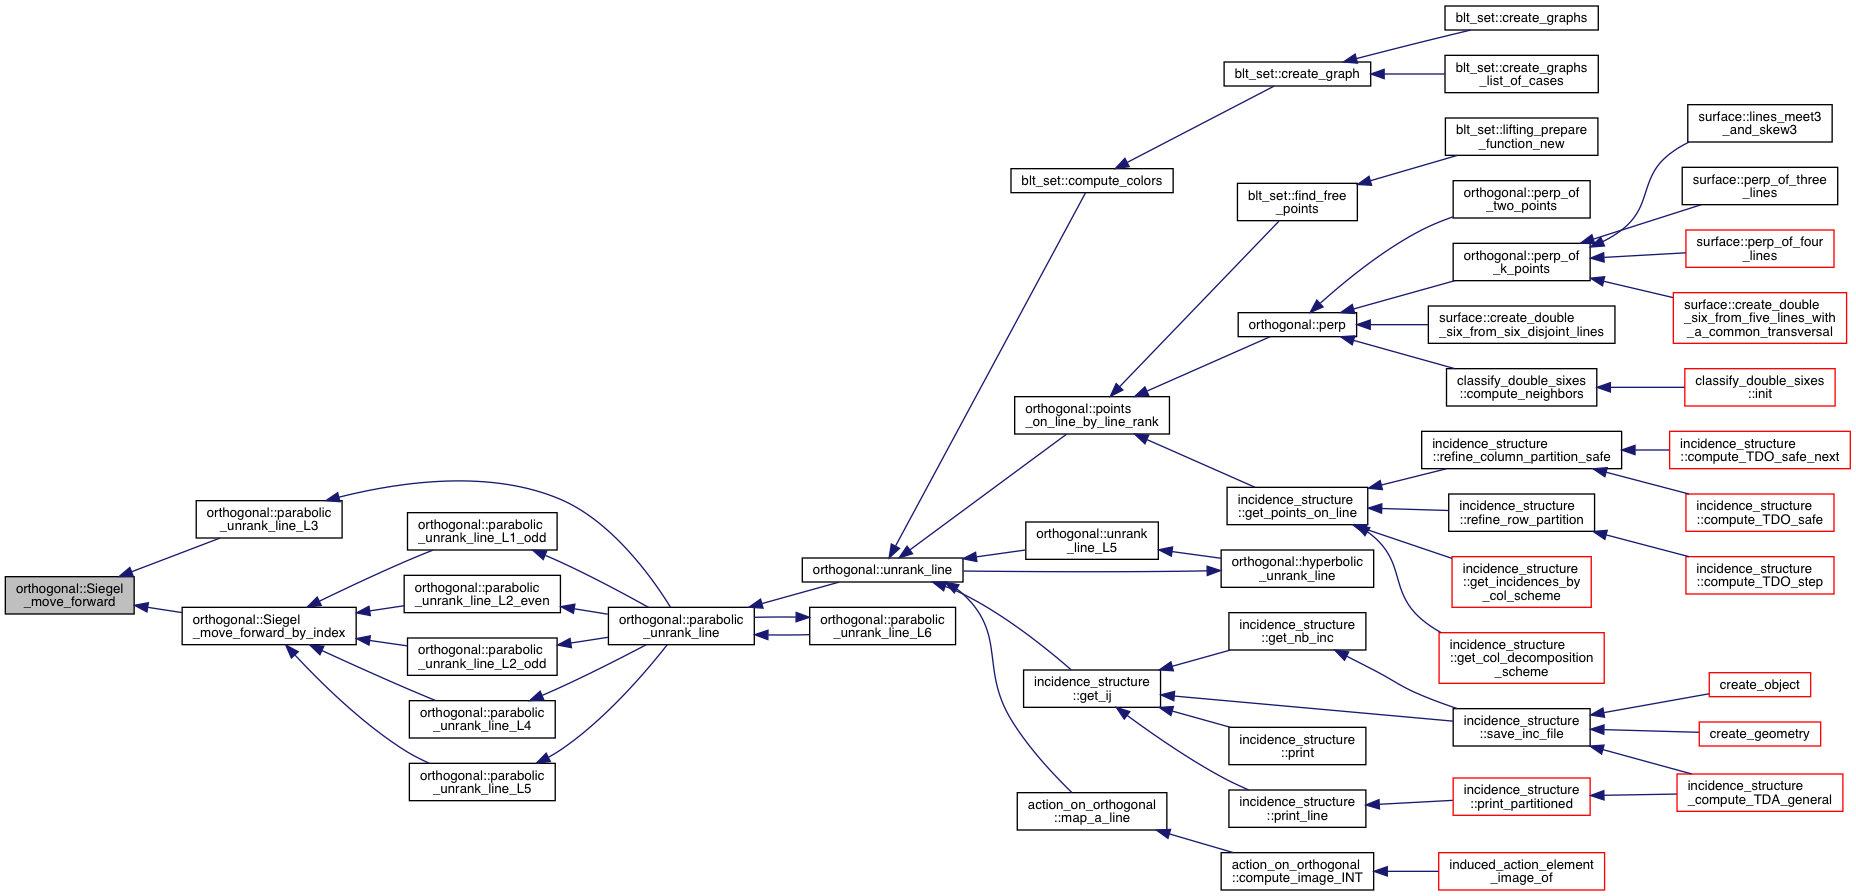 orthogonal::Siegel
_move_forward
orthogonal::parabolic
_unrank_line_L3
orthogonal::Siegel
_move_forward_by_index
orthogonal::parabolic
_unrank_line_L1_odd
orthogonal::parabolic
_unrank_line_L2_even
orthogonal::parabolic
_unrank_line_L2_odd
orthogonal::parabolic
_unrank_line_L4
orthogonal::parabolic
_unrank_line_L5
orthogonal::parabolic
_unrank_line
orthogonal::unrank_line
orthogonal::parabolic
_unrank_line_L6
blt_set::compute_colors
orthogonal::points
_on_line_by_line_rank
orthogonal::unrank
_line_L5
incidence_structure
::get_ij
action_on_orthogonal
::map_a_line
blt_set::create_graph
blt_set::find_free
_points
orthogonal::perp
incidence_structure
::get_points_on_line
orthogonal::hyperbolic
_unrank_line
incidence_structure
::get_nb_inc
incidence_structure
::print
incidence_structure
::print_line
action_on_orthogonal
::compute_image_INT
blt_set::create_graphs
blt_set::create_graphs
_list_of_cases
blt_set::lifting_prepare
_function_new
orthogonal::perp_of
_two_points
orthogonal::perp_of
_k_points
surface::create_double
_six_from_six_disjoint_lines
classify_double_sixes
::compute_neighbors
incidence_structure
::refine_column_partition_safe
incidence_structure
::refine_row_partition
incidence_structure
::get_incidences_by
_col_scheme
incidence_structure
::get_col_decomposition
_scheme
incidence_structure
::save_inc_file
incidence_structure
::print_partitioned
induced_action_element
_image_of
surface::lines_meet3
_and_skew3
surface::perp_of_three
_lines
surface::perp_of_four
_lines
surface::create_double
_six_from_five_lines_with
_a_common_transversal
classify_double_sixes
::init
incidence_structure
::compute_TDO_safe_next
incidence_structure
::compute_TDO_safe
incidence_structure
::compute_TDO_step
create_object
create_geometry
incidence_structure
_compute_TDA_general